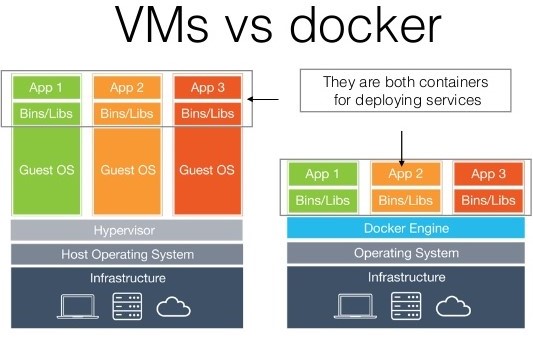 VMs vs docker
They are both containers
for deploying services
App 1
App 2
App 3
Bins/Libs
Bins/Libs
Bins/Libs
Guest OS
Guest OS
Guest OS
Hypervisor
Host Operating System
Infrastructure
App 1
App 2
App 3
Bins/Libs
Bins/Libs
Bins/Libs
Docker Engine
Operating System
Infrastructure